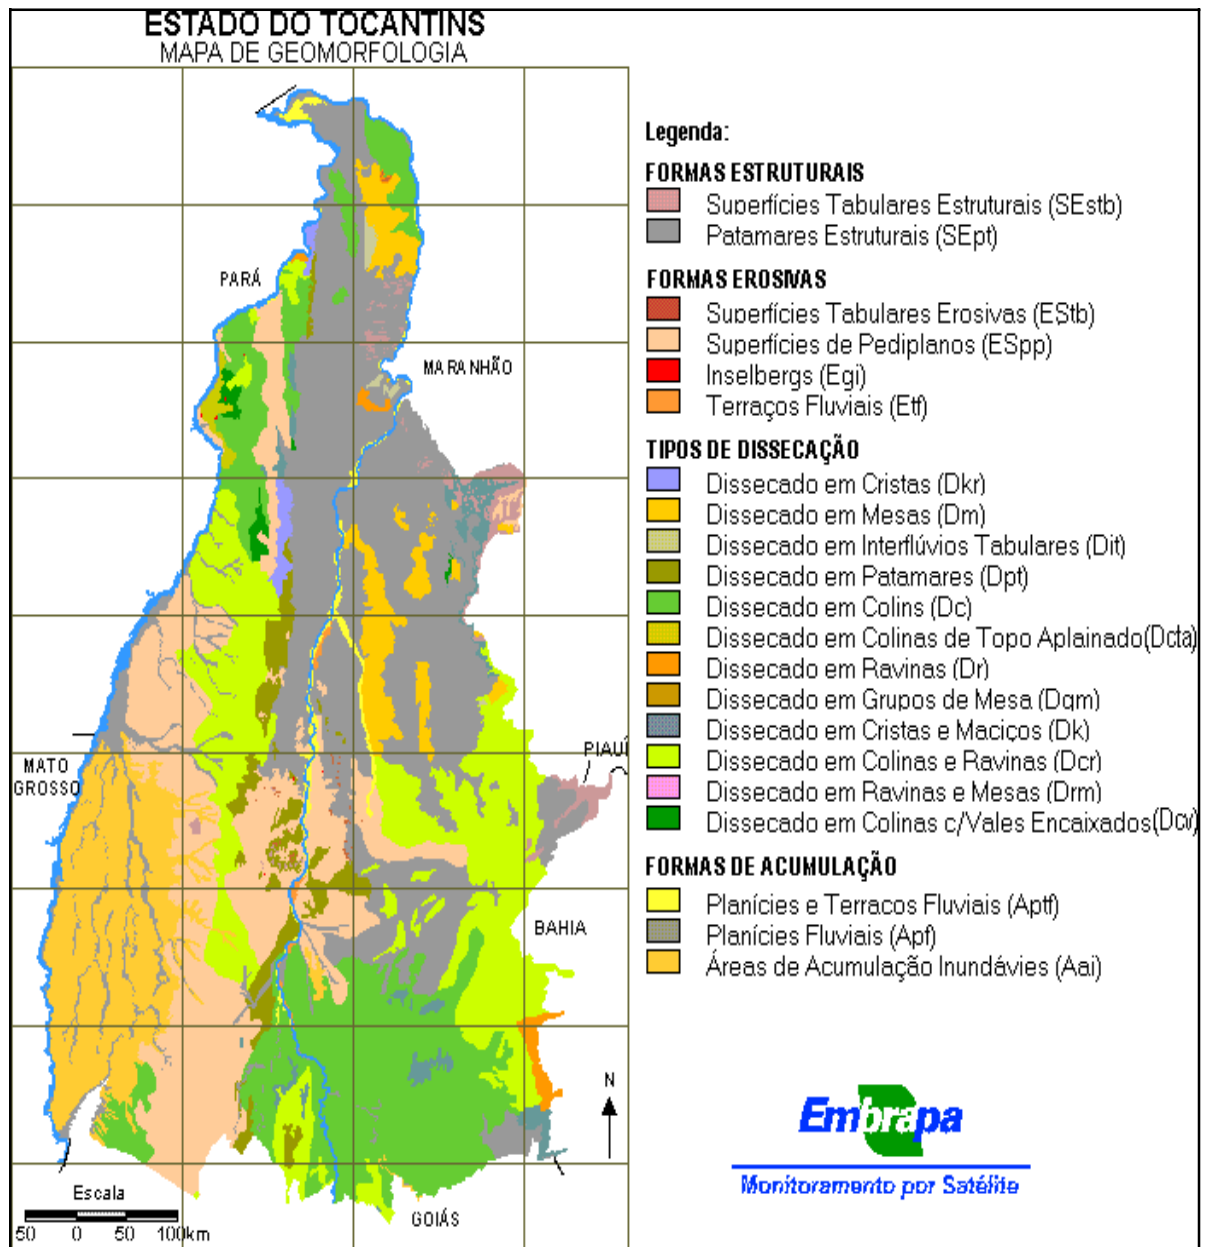 ESTADO DO TOCANTINS
MAPA DE GEOMORFOLOGIA
PARÁ
MARANHÃO
PIAUÍ
MATO
GROSSO
BAHIA
N
Escala
50 0 50 100km
GOIÁS
Legenda:
FORMAS ESTRUTURAIS
Superfícies Tabulares Estruturais (SEstb)
Patamares Estruturais (SEpt)
FORMAS EROSIVAS
Superfícies Tabulares Erosivas (EStb)
Superfícies de Pediplanos (ESpp)
Inselbergs (Egi)
Terraços Fluviais (Etf)
TIPOS DE DISSECAÇÃO
Dissecado em Cristas (Dkr)
Dissecado em Mesas (Dm)
Dissecado em Interflúvios Tabulares (Dit)
Dissecado em Patamares (Dpt)
Dissecado em Colins (Dc)
Dissecado em Colinas de Topo Aplainado(Dcta)
Dissecado em Ravinas (Dr)
Dissecado em Grupos de Mesa (Dgm)
Dissecado em Cristas e Maciços (Dk)
Dissecado em Colinas e Ravinas (Dcr)
Dissecado em Ravinas e Mesas (Drm)
Dissecado em Colinas c/Vales Encaixados(Dcv)
FORMAS DE ACUMULAÇÃO
Planícies e Terracos Fluviais (Aptf)
Planícies Fluviais (Apf)
Áreas de Acumulação Inundávies (Aai)
Embrapa
Monitoramento por Satélite